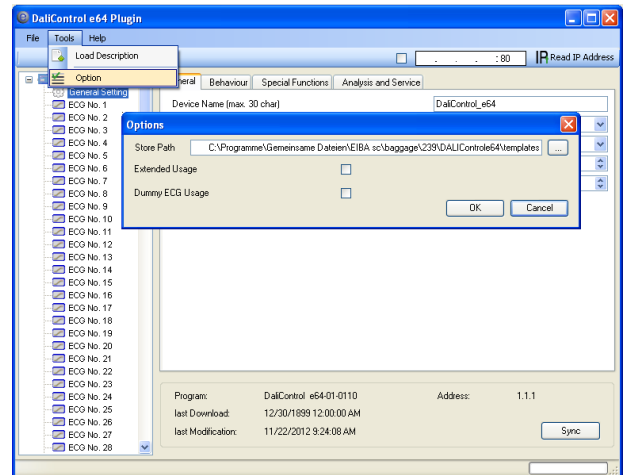 DaliControl e64 Plugin
File Tools Help
Load Description
Option
. . . :80
IP Read IP Address
General Setting
ECG No. 1
ECG No. 2
ECG No. 3
ECG No. 4
ECG No. 5
ECG No. 6
ECG No. 7
ECG No. 8
ECG No. 9
ECG No. 10
ECG No. 11
ECG No. 12
ECG No. 13
ECG No. 14
ECG No. 15
ECG No. 16
ECG No. 17
ECG No. 18
ECG No. 19
ECG No. 20
ECG No. 21
ECG No. 22
ECG No. 23
ECG No. 24
ECG No. 25
ECG No. 26
ECG No. 27
ECG No. 28
neral Behaviour Special Functions Analysis and Service
Device Name (max. 30 char) DaliControl_e64
Options
Store Path C:\Programme\Gemeinsame Dateien\EIBA sc\baggage\239\DALIControle64\templates ...
Extended Usage
Dummy ECG Usage
OK Cancel
Program: DaliControl e64-01-0110 Address: 1.1.1
last Download: 12/30/1899 12:00:00 AM
last Modification: 11/22/2012 9:24:08 AM
Sync